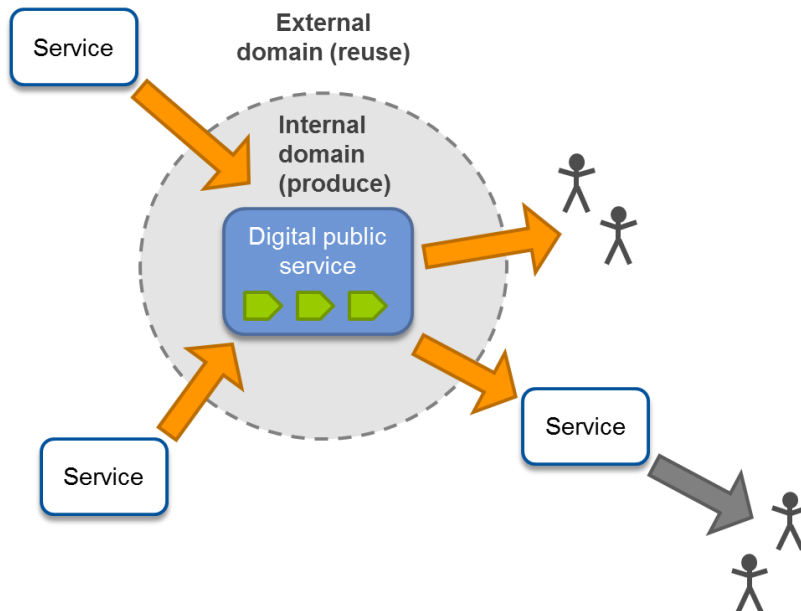 Service
External
domain (reuse)
Internal
domain
(produce)
Digital public
service
Service
Service